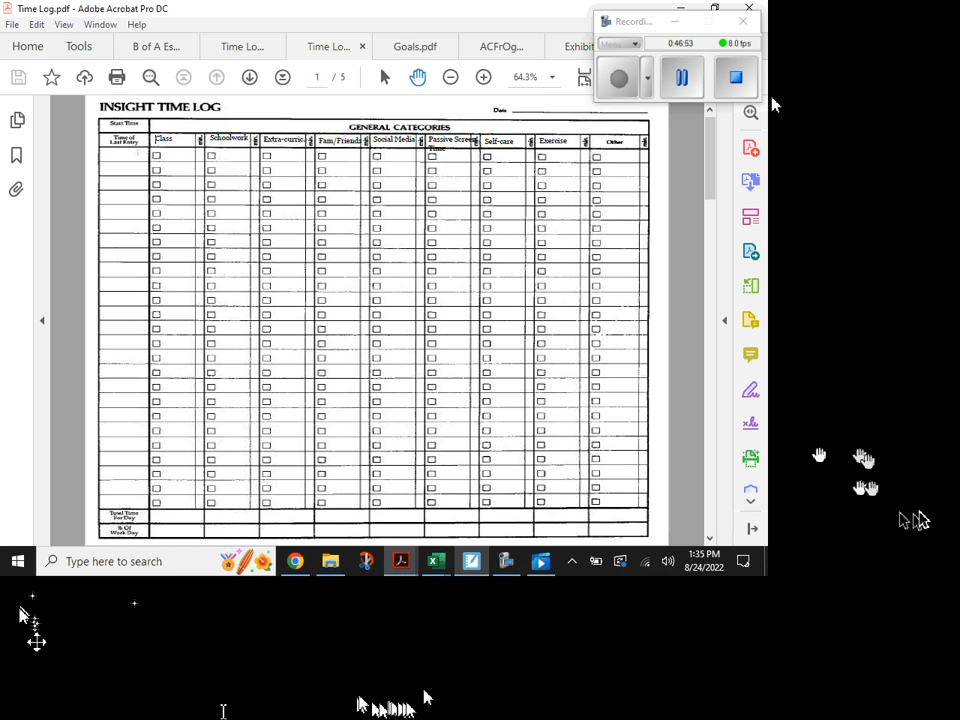 Time Log.pdf - Adobe Acrobat Pro DC
Recordi...
File Edit View Window Help
Menu 0:46:53 8.0 fps
Home Tools B of A Es... Time Lo... Time Lo... × Goals.pdf ACFrOg... Exhibit
1 / 5 64.3%
INSIGHT TIME LOG
Date
Start Time
GENERAL CATEGORIES
Time of Last Entry Class Schoolwork Extra-curric. Fam/Friends Social Media Passive Screen Time Self-care Exercise Other
Total Time For Day
% Of Work Day
Type here to search
1:35 PM
8/24/2022